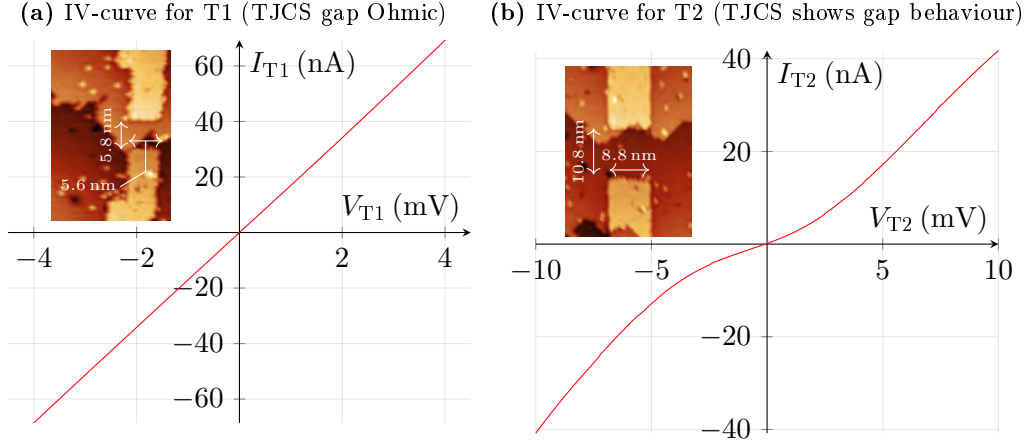 (a) IV-curve for T1 (TJCS gap Ohmic)
I_T1 (nA)
60
40
20
−20
−40
−60
V_T1 (mV)
−4
−2
2
4
5.8 nm
5.6 nm
(b) IV-curve for T2 (TJCS shows gap behaviour)
I_T2 (nA)
40
20
−20
−40
V_T2 (mV)
−10
−5
5
10
10.8 nm
8.8 nm